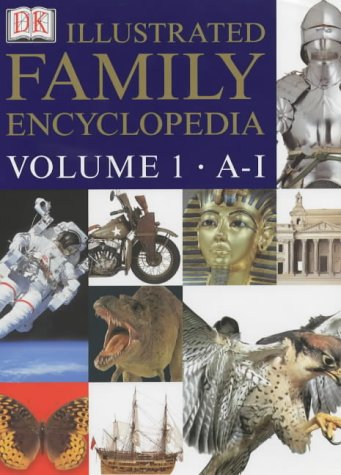 DK
ILLUSTRATED
FAMILY
ENCYCLOPEDIA
VOLUME 1 · A-I